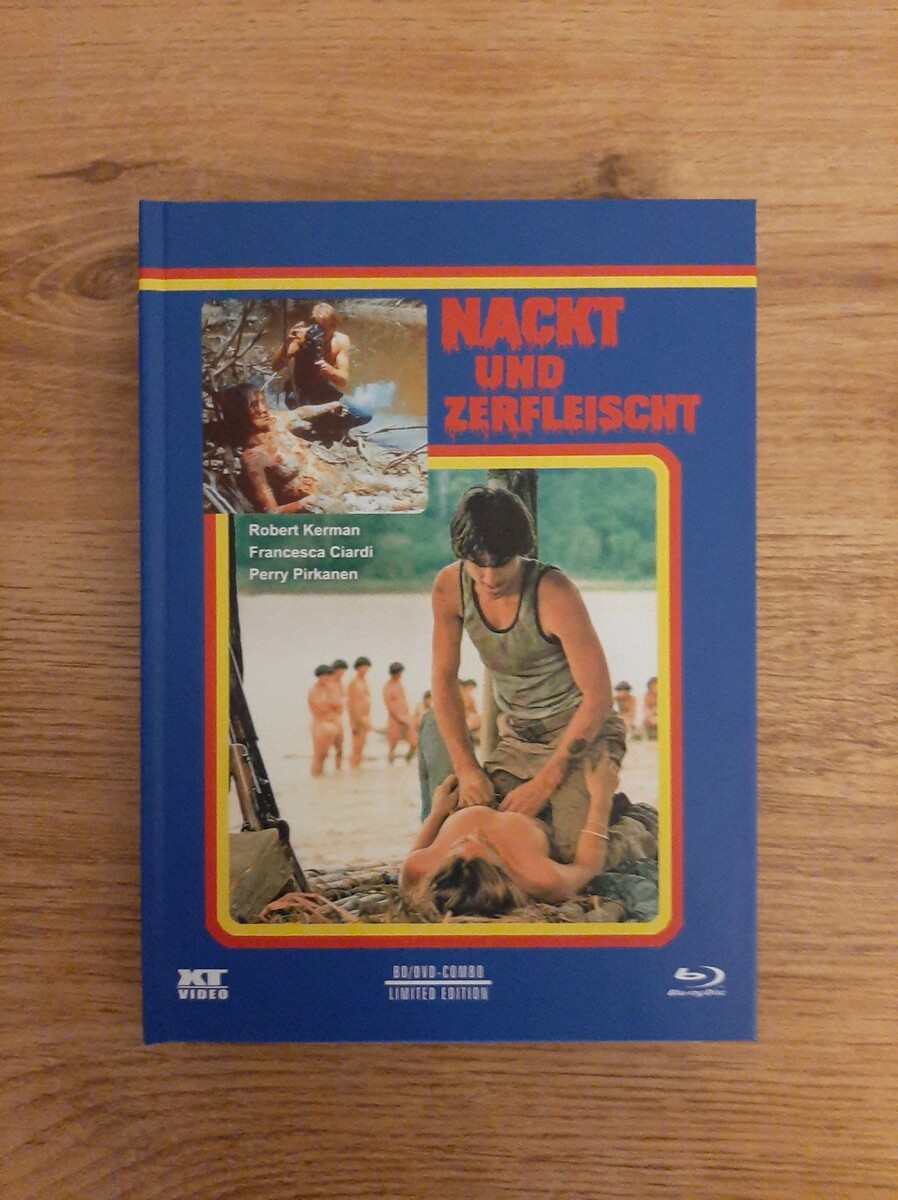 NACKT
UND
ZERFLEISCHT
Robert Kerman
Francesca Ciardi
Perry Pirkanen
XT
VIDEO
BD/DVD-COMBO
LIMITED EDITION
Blu-ray Disc